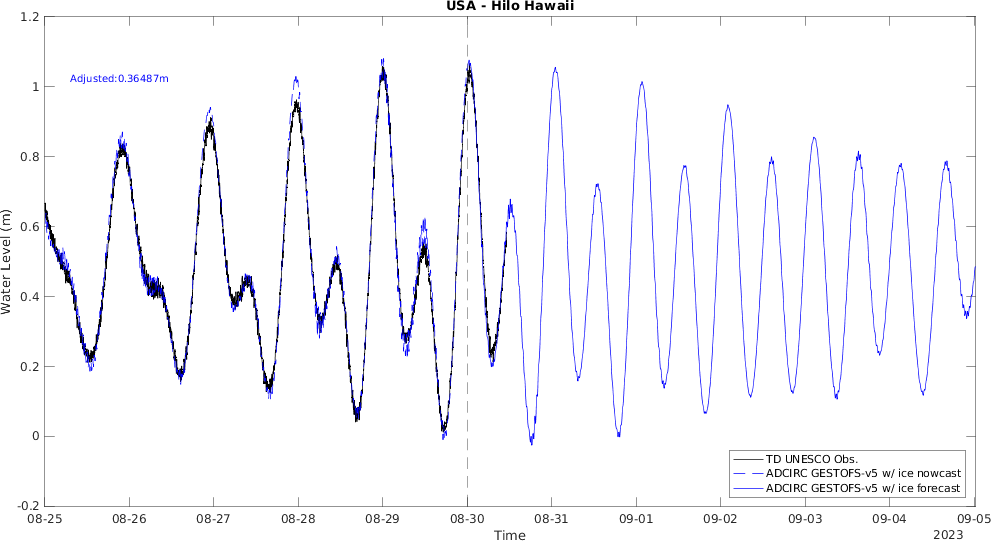 USA - Hilo Hawaii
1.2
1
0.8
0.6
0.4
0.2
0
-0.2
Water Level (m)
Adjusted:0.36487m
TD UNESCO Obs.
ADCIRC GESTOFS-v5 w/ ice nowcast
ADCIRC GESTOFS-v5 w/ ice forecast
08-25 08-26 08-27 08-28 08-29 08-30 08-31 09-01 09-02 09-03 09-04 09-05
Time
2023